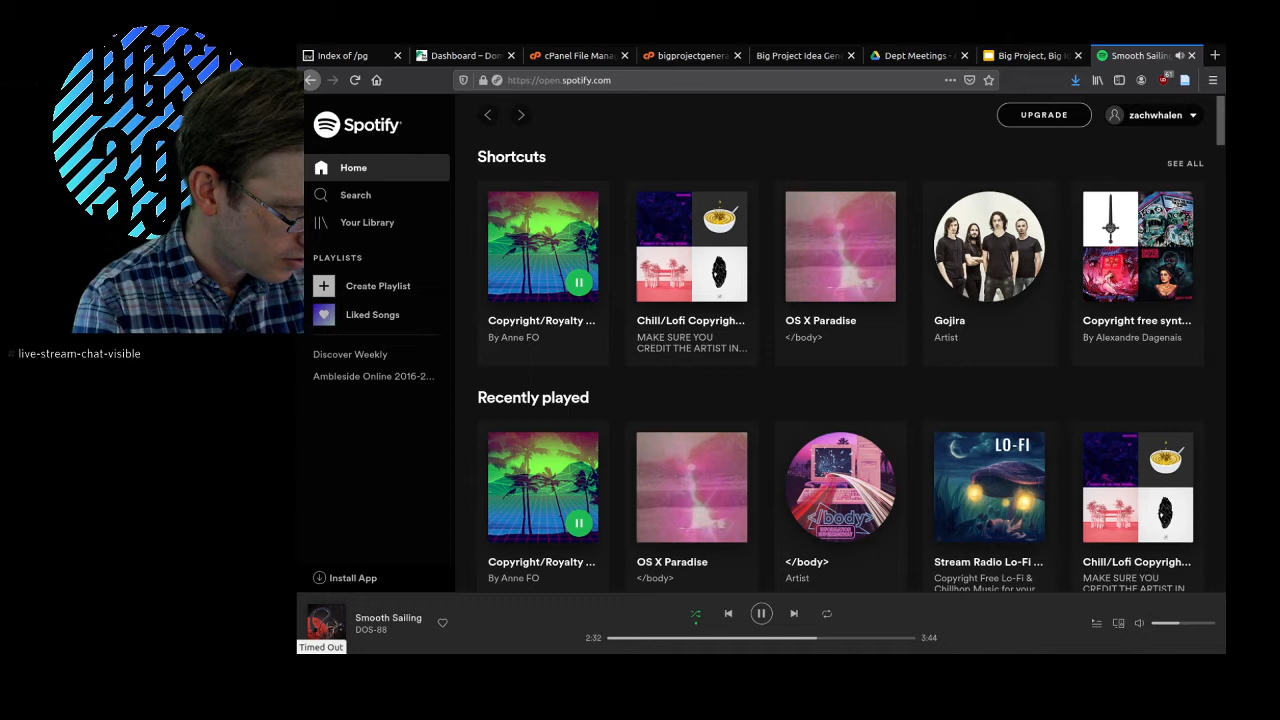 Index of /pg
Dashboard – Dom
cPanel File Mana
bigprojectgenera
Big Project Idea Gene
Dept Meetings - A
Big Project, Big Id
Smooth Sailing
https://open.spotify.com
61
Spotify
UPGRADE
zachwhalen
Home
Search
Your Library
PLAYLISTS
Create Playlist
Liked Songs
Discover Weekly
Ambleside Online 2016-2...
Install App
Shortcuts
SEE ALL
Copyright/Royalty ...
By Anne FO
Chill/Lofi Copyrigh...
MAKE SURE YOU
CREDIT THE ARTIST IN...
OS X Paradise
</body>
Gojira
Artist
Copyright free synt...
By Alexandre Dagenais
Recently played
</body>
LO-FI
Copyright/Royalty ...
By Anne FO
OS X Paradise
</body>
</body>
Artist
Stream Radio Lo-Fi ...
Copyright Free Lo-Fi &
Chillhop Music for your
Chill/Lofi Copyrigh...
MAKE SURE YOU
CREDIT THE ARTIST IN...
# live-stream-chat-visible
Smooth Sailing
DOS-88
2:32
3:44
Timed Out